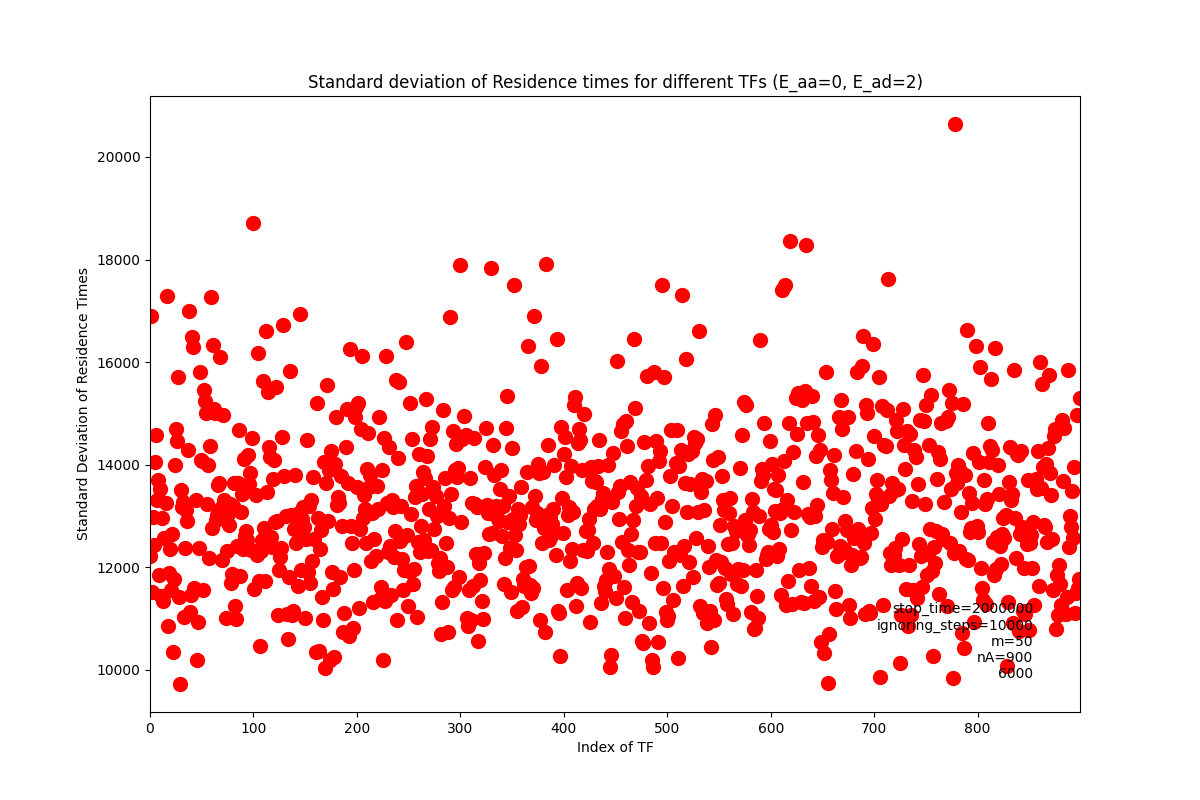 Standard deviation of Residence times for different TFs (E_aa=0, E_ad=2)
Standard Deviation of Residence Times
20000
18000
16000
14000
12000
10000
stop_time=2000000
ignoring_steps=10000
m=50
nA=900
6000
0 100 200 300 400 500 600 700 800
Index of TF